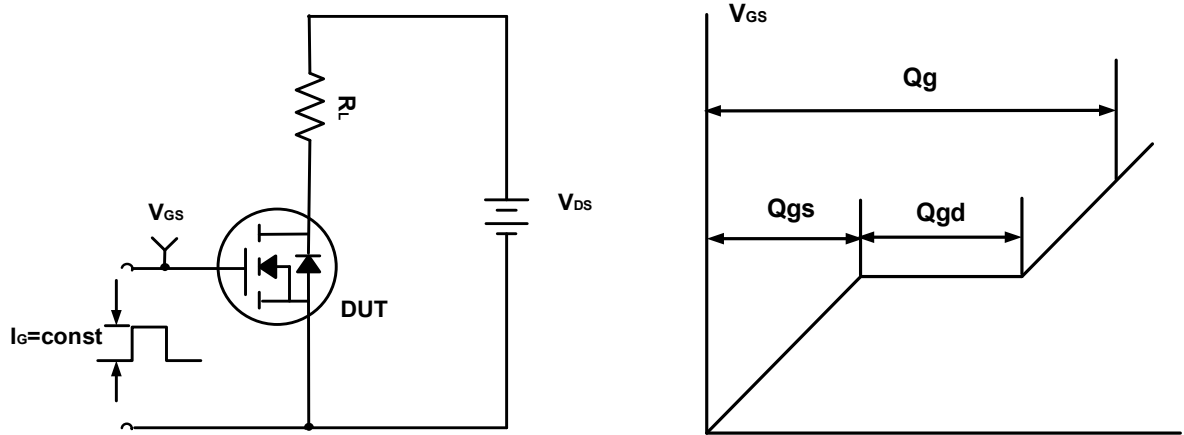 RL
VGS
VDS
DUT
IG=const
VGS
Qg
Qgs
Qgd